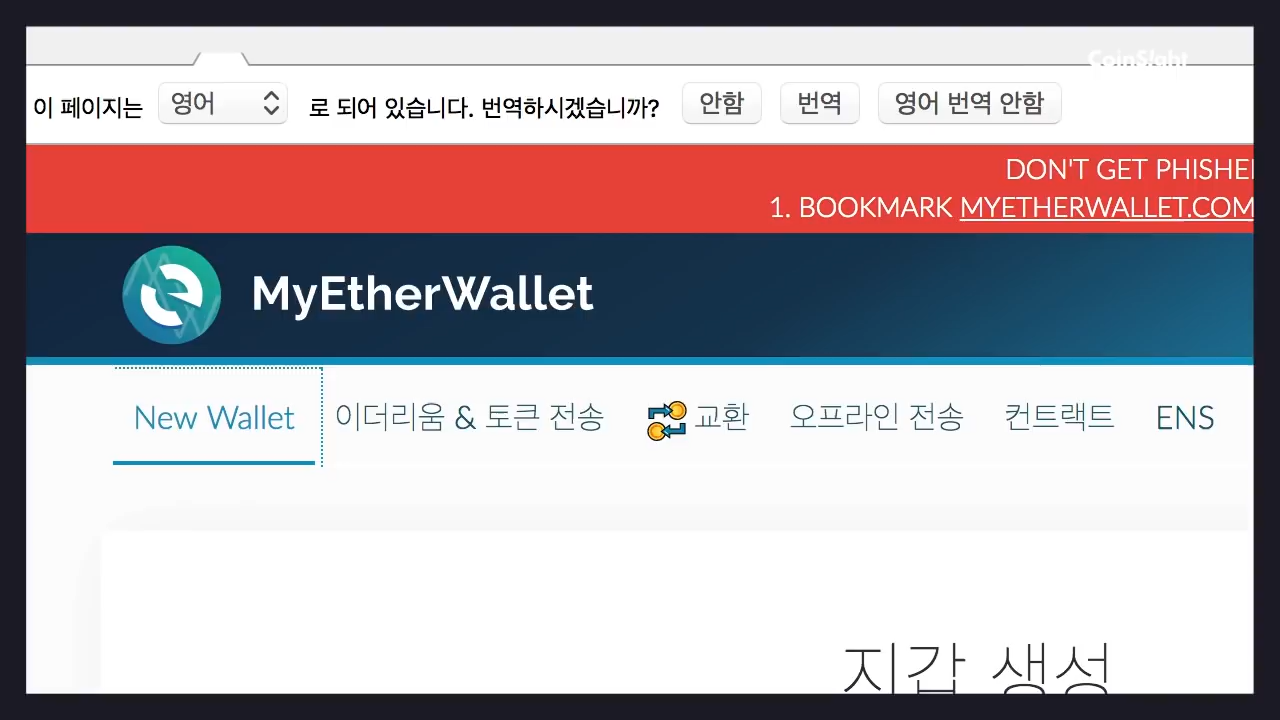 CoinSight
이 페이지는 영어 로 되어 있습니다. 번역하시겠습니까? 안함 번역 영어 번역 안함
DON'T GET PHISHE
1. BOOKMARK MYETHERWALLET.COM
MyEtherWallet
New Wallet 이더리움 & 토큰 전송 교환 오프라인 전송 컨트랙트 ENS
지갑 생성